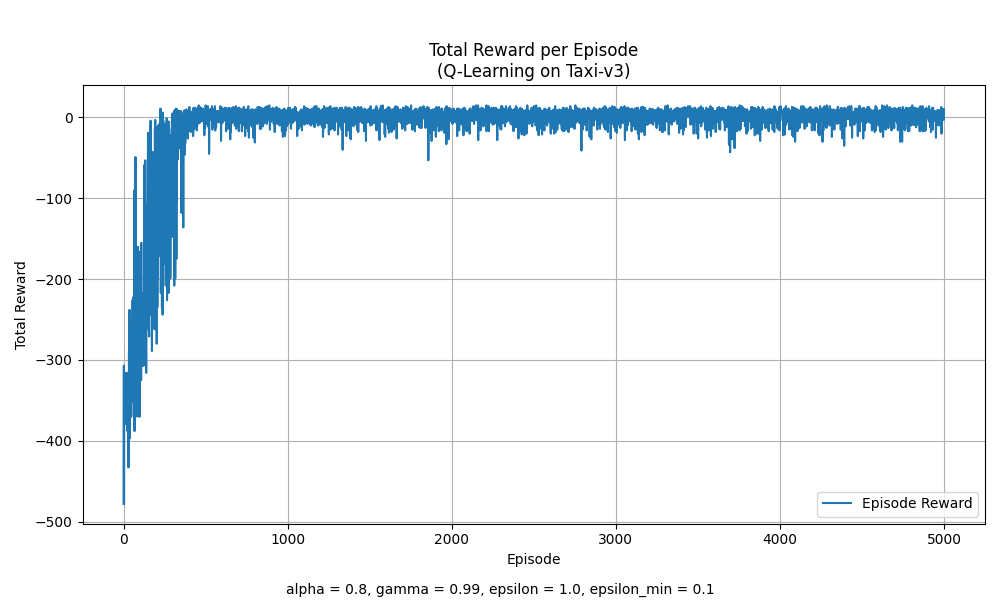 Total Reward per Episode
(Q-Learning on Taxi-v3)
Total Reward
0
−100
−200
−300
−400
−500
0 1000 2000 3000 4000 5000
Episode Reward
Episode
alpha = 0.8, gamma = 0.99, epsilon = 1.0, epsilon_min = 0.1